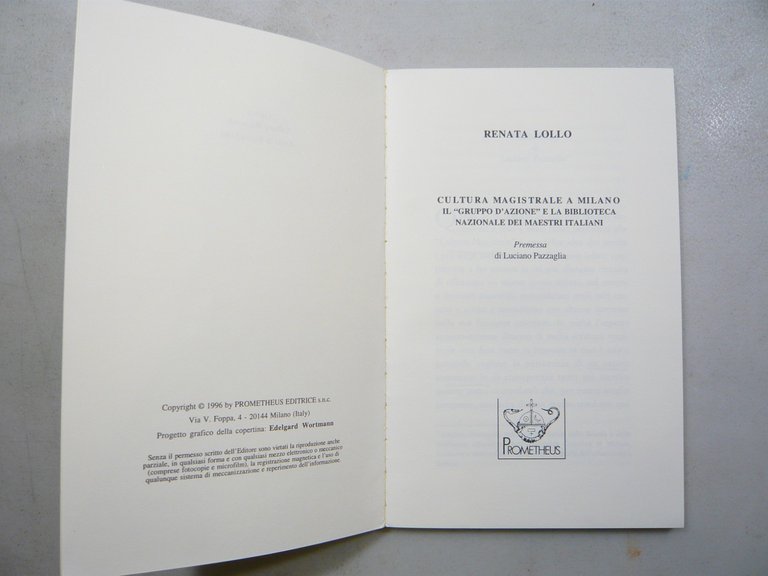 Copyright © 1996 by PROMETHEUS EDITRICE s.n.c.
Via V. Foppa, 4 - 20144 Milano (Italy)
Progetto grafico della copertina: Edelgard Wortmann
Senza il permesso scritto dell'Editore sono vietati la riproduzione anche
parziale, in qualsiasi forma e con qualsiasi mezzo elettronico o meccanico
(comprese fotocopie e microfilm), la registrazione magnetica e l'uso di
qualunque sistema di meccanizzazione e reperimento dell'informazione.
RENATA LOLLO
CULTURA MAGISTRALE A MILANO
IL “GRUPPO D'AZIONE” E LA BIBLIOTECA
NAZIONALE DEI MAESTRI ITALIANI
Premessa
di Luciano Pazzaglia
PROMETHEUS